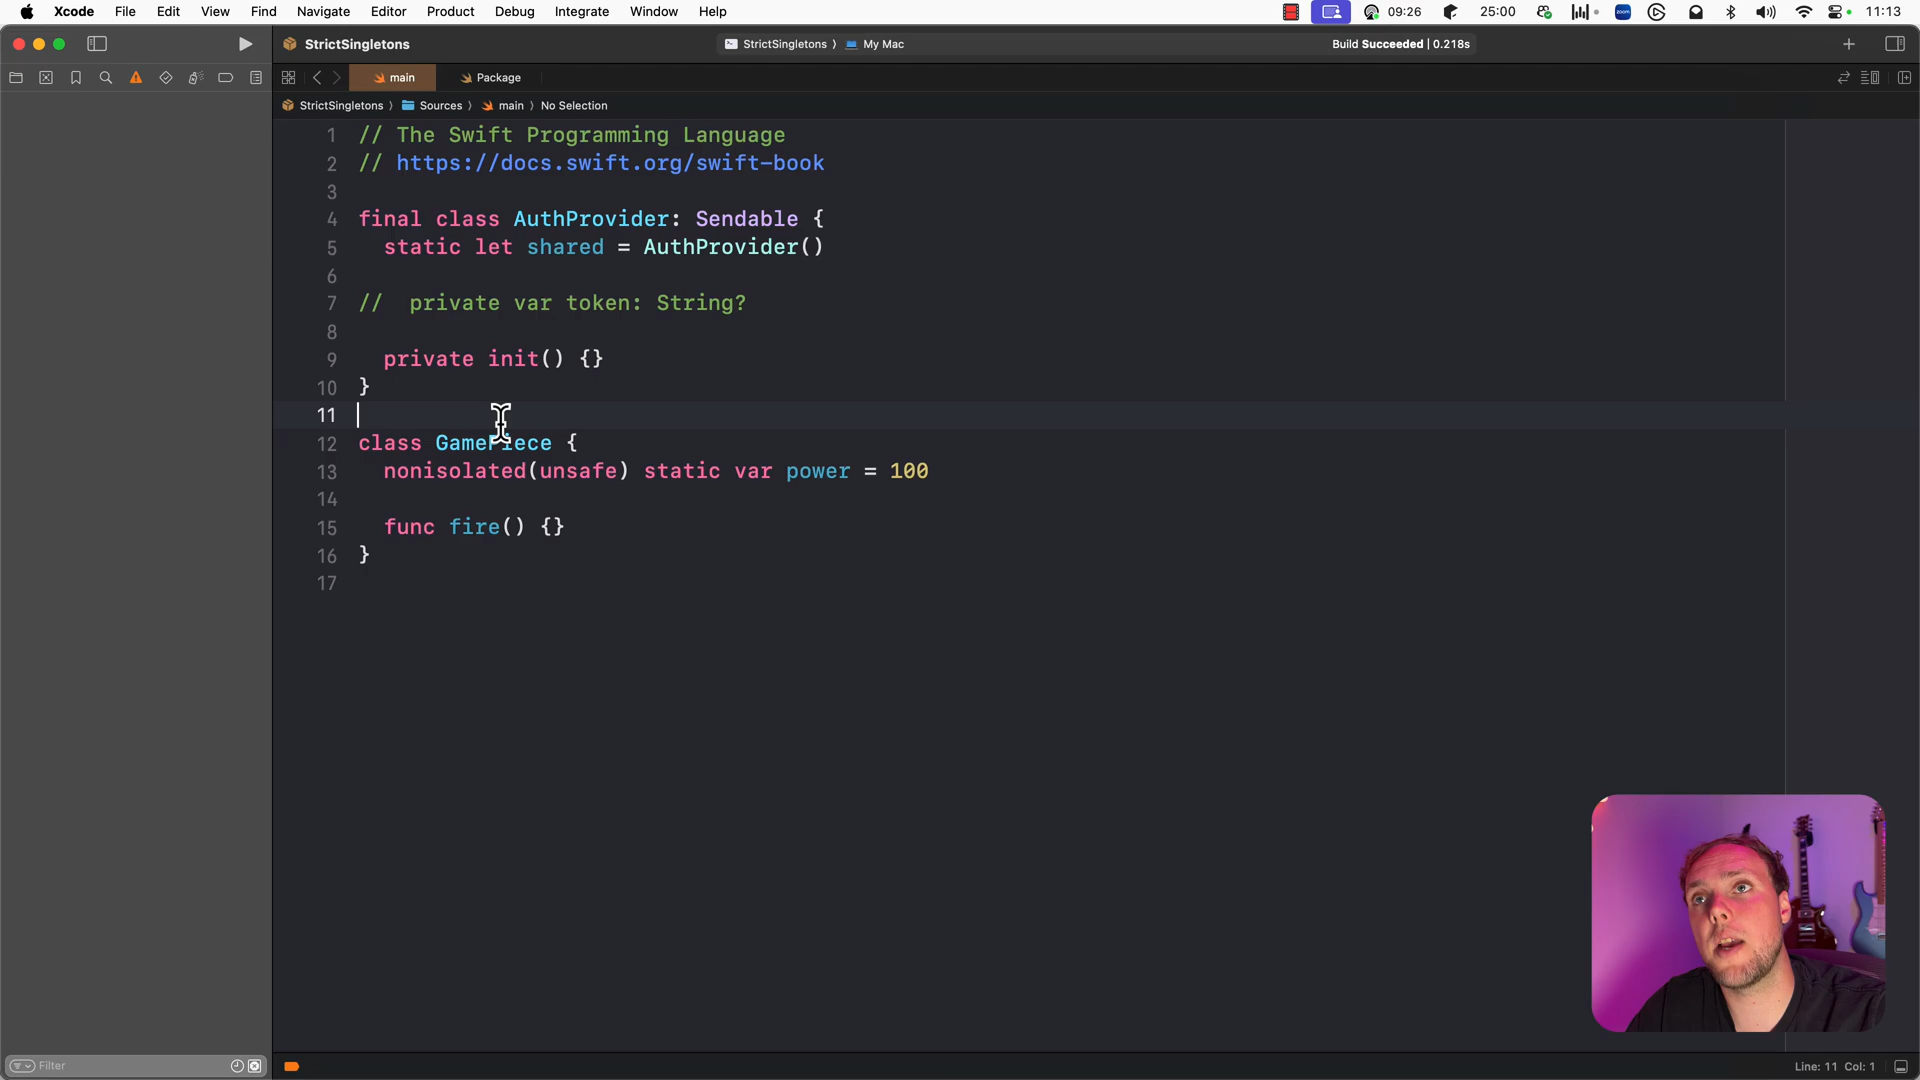 Xcode File Edit View Find Navigate Editor Product Debug Integrate Window Help 09:26 25:00 zoom 11:13
StrictSingletons StrictSingletons ⟩ My Mac Build Succeeded | 0.218s
main Package
StrictSingletons ⟩ Sources ⟩ main ⟩ No Selection
1 // The Swift Programming Language
2 // https://docs.swift.org/swift-book
3
4 final class AuthProvider: Sendable {
5 static let shared = AuthProvider()
6
7 // private var token: String?
8
9 private init() {}
10 }
11
12 class GamePiece {
13 nonisolated(unsafe) static var power = 100
14
15 func fire() {}
16 }
17
Filter
Line: 11 Col: 1